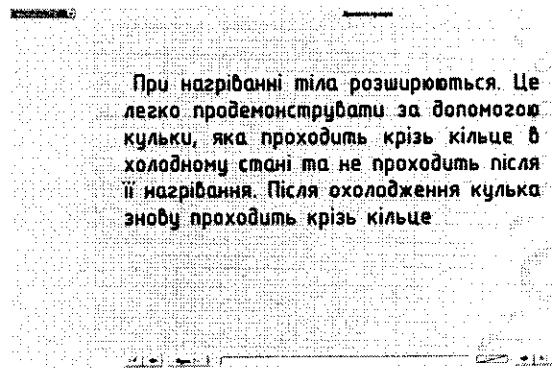 При нагріванні тіла розширюються. Це
легко продемонструвати за допомогою
кульки, яка проходить крізь кільце в
холодному стані та не проходить після
її нагрівання. Після охолодження кулька
знову проходить крізь кільце